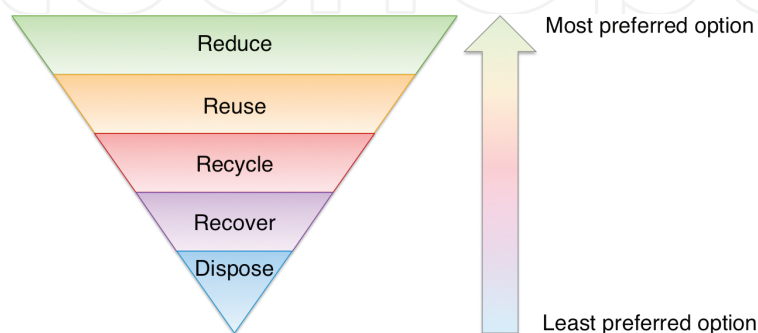 Most preferred option
Reduce
Reuse
Recycle
Recover
Dispose
Least preferred option